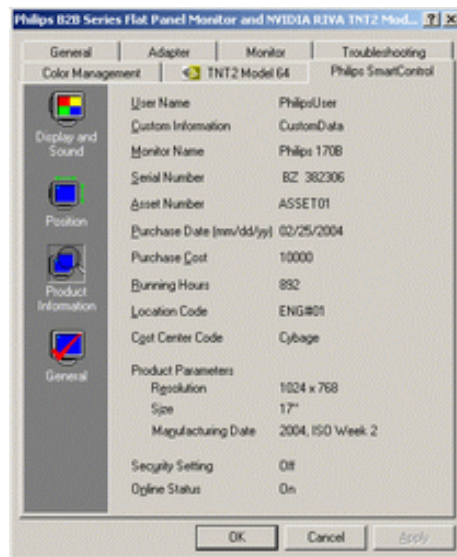 Philips B2B Series Flat Panel Monitor and NVIDIA RIVA TNT2 Mod... ? X
General Adapter Monitor Troubleshooting
Color Management TNT2 Model 64 Philips SmartControl
Display and Sound
Position
Product Information
General
User Name PhilipsUser
Custom Information CustomData
Monitor Name Philips 170B
Serial Number BZ 382306
Asset Number ASSET01
Purchase Date (mm/dd/yy) 02/25/2004
Purchase Cost 10000
Running Hours 892
Location Code ENG#01
Cost Center Code Cybage
Product Parameters
Resolution 1024 x 768
Size 17"
Manufacturing Date 2004, ISO Week 2
Security Setting Off
Online Status On
OK Cancel Apply